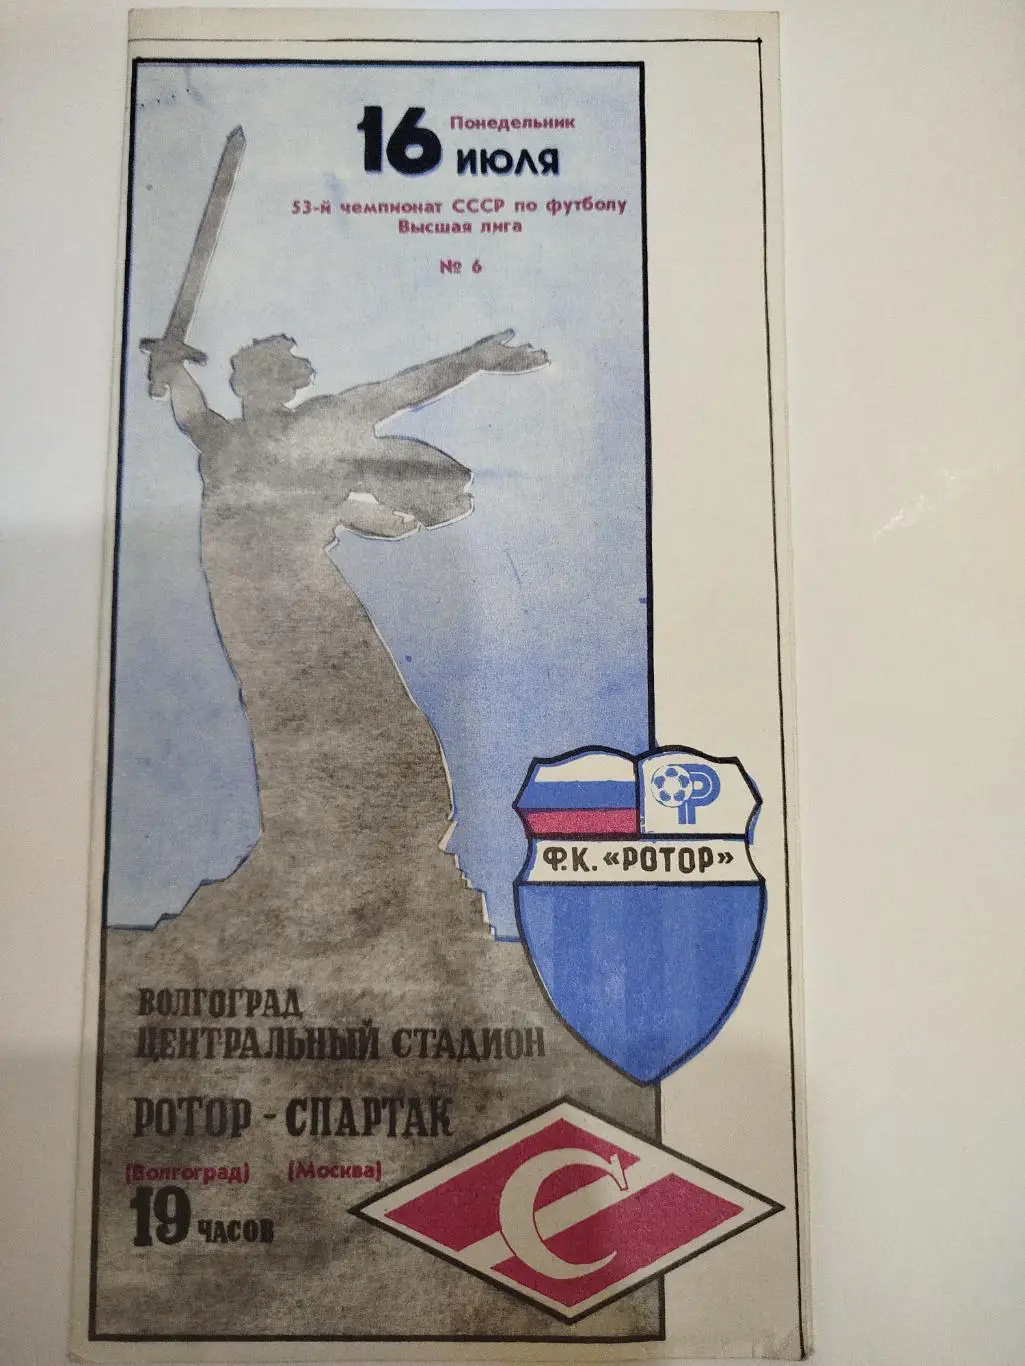 16 Понедельник
ИЮЛЯ
53-й чемпионат СССР по футболу
Высшая лига
№ 6
Ф.К. «РОТОР»
ВОЛГОГРАД
ЦЕНТРАЛЬНЫЙ СТАДИОН
РОТОР - СПАРТАК
(Волгоград) (Москва)
19 ЧАСОВ
С